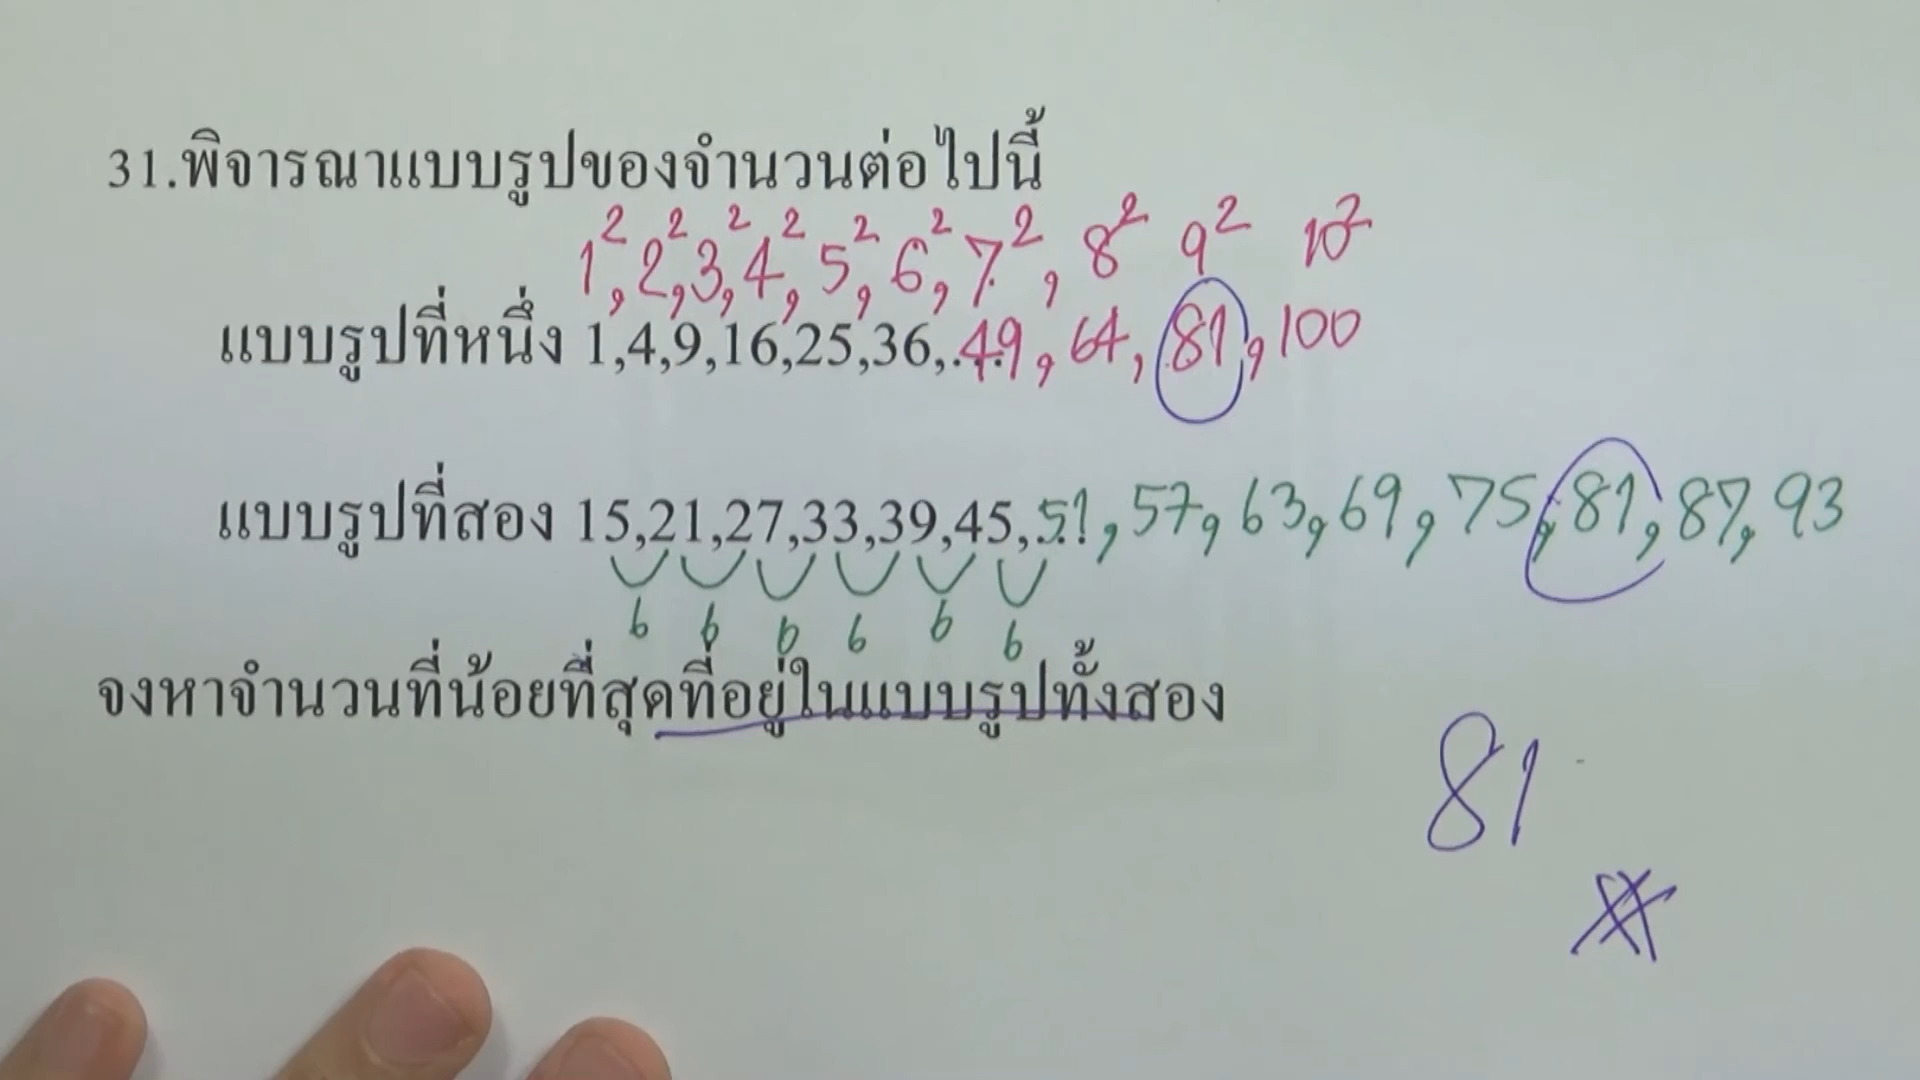 31.พิจารณาแบบรูปของจำนวนต่อไปนี้
1², 2², 3², 4², 5², 6², 7², 8² 9² 10²
แบบรูปที่หนึ่ง 1,4,9,16,25,36,...49, 64, 81, 100
แบบรูปที่สอง 15,21,27,33,39,45,...51, 57, 63, 69, 75, 81, 87, 93
6 6 6 6 6 6
จงหาจำนวนที่น้อยที่สุดที่อยู่ในแบบรูปทั้งสอง
81